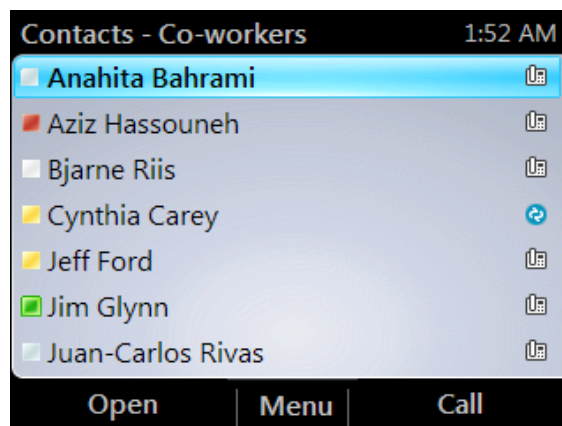 Contacts - Co-workers 1:52 AM
Anahita Bahrami
Aziz Hassouneh
Bjarne Riis
Cynthia Carey
Jeff Ford
Jim Glynn
Juan-Carlos Rivas
Open Menu Call